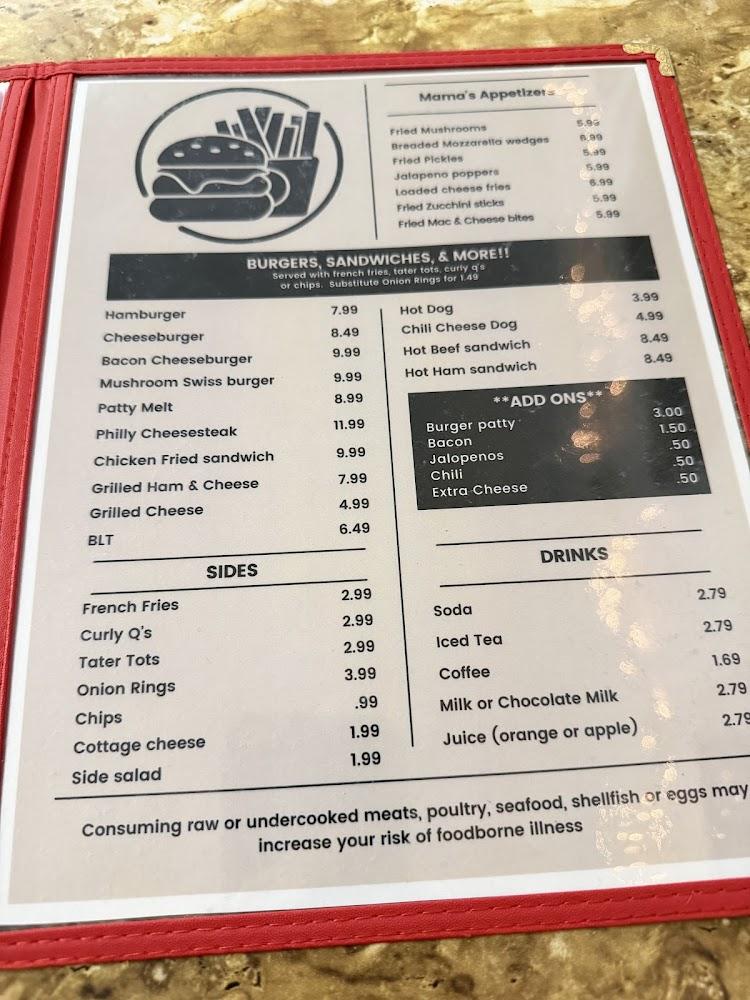 Mama's Appetizers
Fried Mushrooms 5.99
Breaded Mozzarella wedges 6.99
Fried Pickles 5.99
Jalapeno poppers 5.99
Loaded cheese fries 6.99
Fried Zucchini sticks 5.99
Fried Mac & Cheese bites 5.99
BURGERS, SANDWICHES, & MORE!!
Served with french fries, tater tots, curly q's
or chips. Substitute Onion Rings for 1.49
Hamburger 7.99
Cheeseburger 8.49
Bacon Cheeseburger 9.99
Mushroom Swiss burger 9.99
Patty Melt 8.99
Philly Cheesesteak 11.99
Chicken Fried sandwich 9.99
Grilled Ham & Cheese 7.99
Grilled Cheese 4.99
BLT 6.49
Hot Dog 3.99
Chili Cheese Dog 4.99
Hot Beef sandwich 8.49
Hot Ham sandwich 8.49
**ADD ONS**
Burger patty 3.00
Bacon 1.50
Jalopenos .50
Chili .50
Extra Cheese .50
SIDES
French Fries 2.99
Curly Q's 2.99
Tater Tots 2.99
Onion Rings 3.99
Chips .99
Cottage cheese 1.99
Side salad 1.99
DRINKS
Soda 2.79
Iced Tea 2.79
Coffee 1.69
Milk or Chocolate Milk 2.79
Juice (orange or apple) 2.79
Consuming raw or undercooked meats, poultry, seafood, shellfish or eggs may
increase your risk of foodborne illness